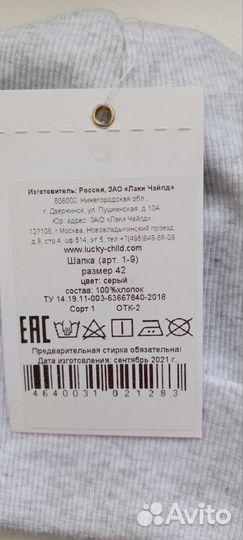 Изготовитель: Россия, ЗАО «Лаки Чайлд»
606000, Нижегородская обл.,
г. Дзержинск, ул. Пушкинская, д. 10А
Юр. адрес: ЗАО «Лаки Чайлд»
127106, г.Москва, Нововладыкинский проезд
д.8, стр.4, оф.514, эт.5, тел.+7(495)648-68-09
www.lucky-child.com
Шапка (арт. 1-9)
размер 42
цвет: серый
состав: 100%хлопок
ТУ 14.19.11-003-63667840-2018
Сорт 1 ОТК-2
EAC
Предварительная стирка обязательна!
Дата изготовления: сентябрь 2021 г.
4640031021283
Avito